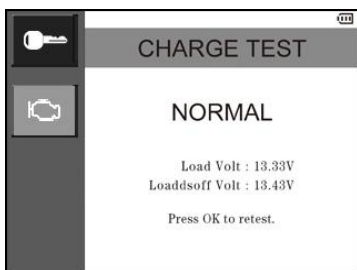 CHARGE TEST
NORMAL
Load Volt : 13.33V
Loaddsoff Volt : 13.43V
Press OK to retest.